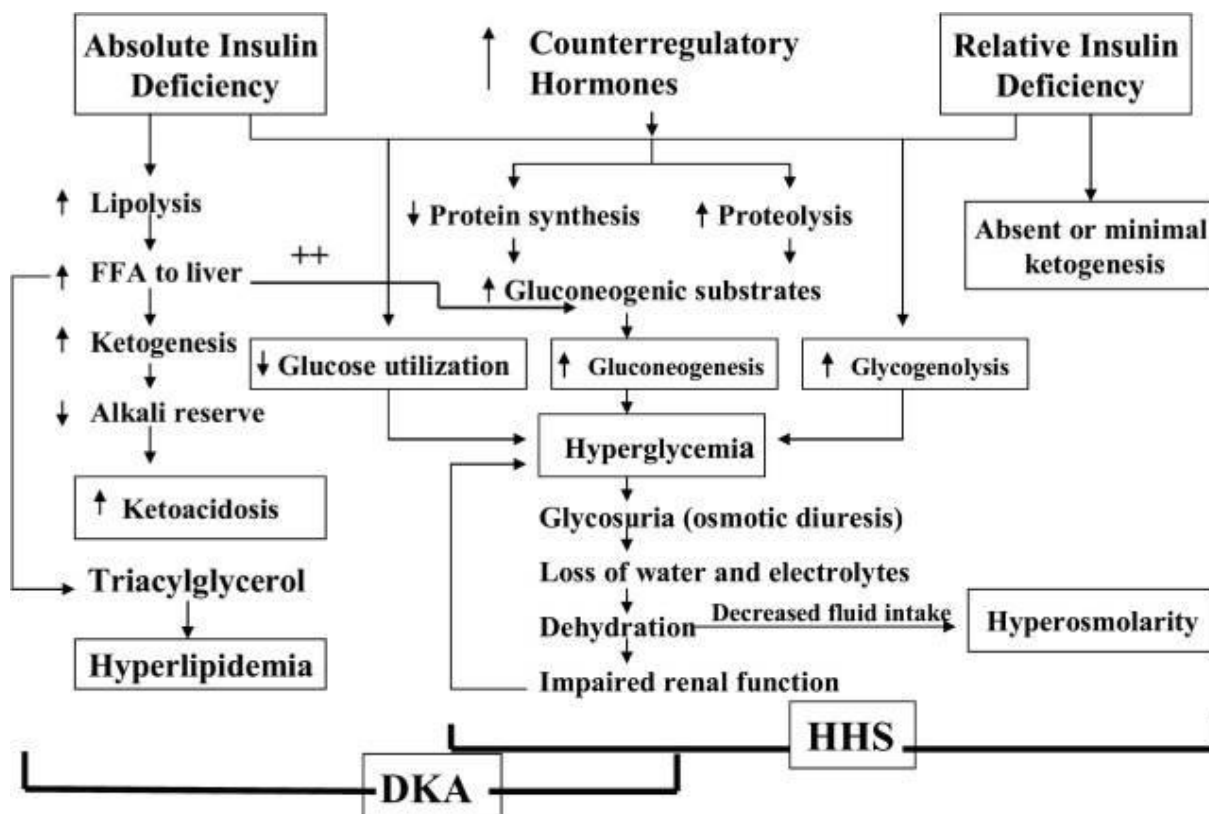 Absolute Insulin
Deficiency
↑ Counterregulatory
Hormones
Relative Insulin
Deficiency
↑ Lipolysis
↓ Protein synthesis
↑ Proteolysis
Absent or minimal
ketogenesis
++
↑ FFA to liver
↑ Gluconeogenic substrates
↑ Ketogenesis
↓ Glucose utilization
↑ Gluconeogenesis
↑ Glycogenolysis
↓ Alkali reserve
Hyperglycemia
↑ Ketoacidosis
Glycosuria (osmotic diuresis)
Triacylglycerol
Loss of water and electrolytes
Dehydration
Decreased fluid intake
Hyperosmolarity
Hyperlipidemia
Impaired renal function
HHS
DKA